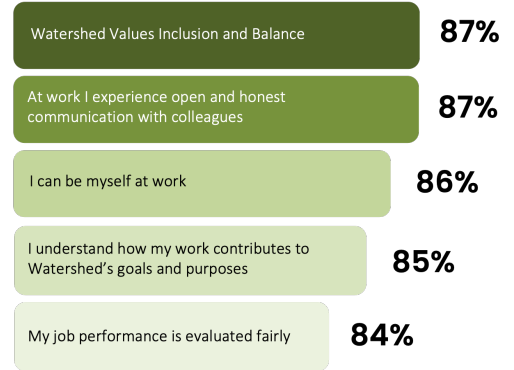 Watershed Values Inclusion and Balance
87%
At work I experience open and honest
communication with colleagues
87%
I can be myself at work
86%
I understand how my work contributes to
Watershed’s goals and purposes
85%
My job performance is evaluated fairly
84%